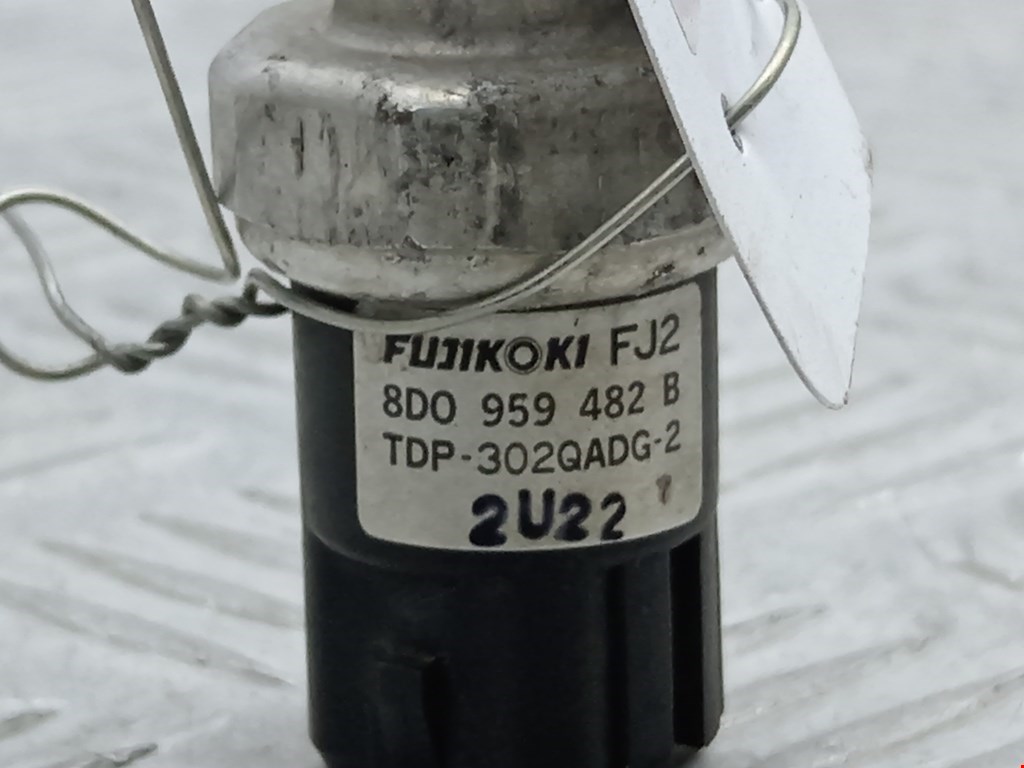 FUJIKOKI FJ2
8D0 959 482 B
TDP-302QADG-2
2U22